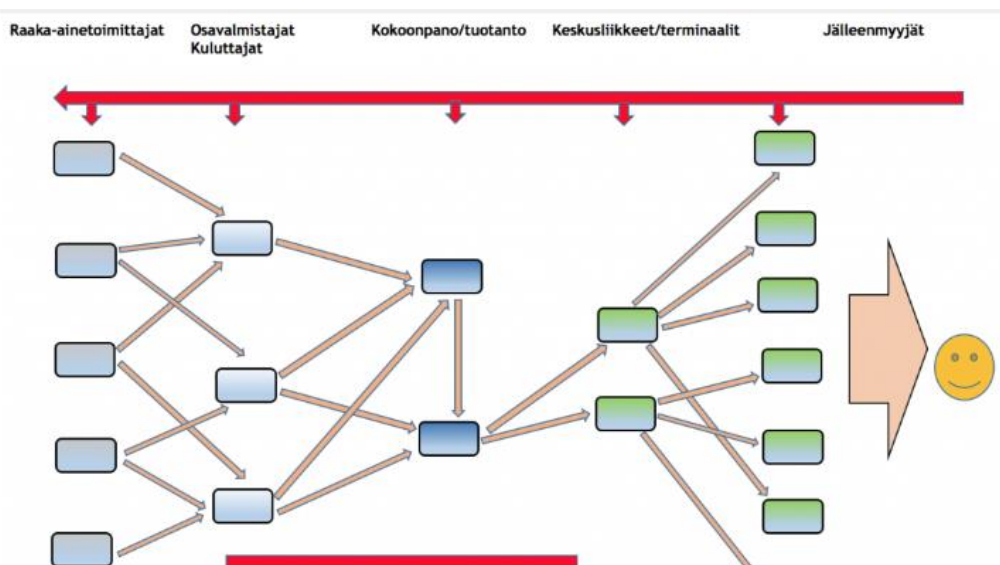 Raaka-ainetoimittajat
Osavalmistajat
Kuluttajat
Kokoonpano/tuotanto
Keskusliikkeet/terminaalit
Jälleenmyyjät